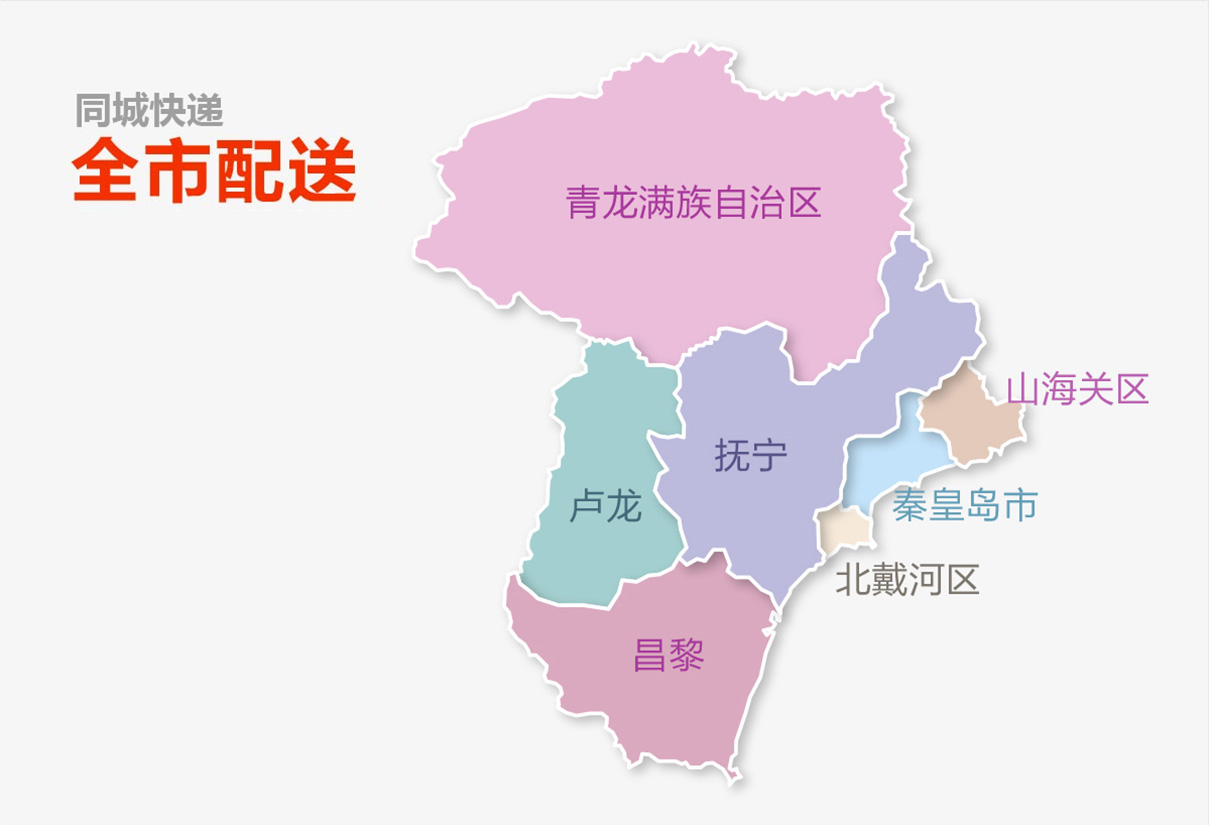 同城快递
全市配送
青龙满族自治区
山海关区
抚宁
卢龙
秦皇岛市
北戴河区
昌黎